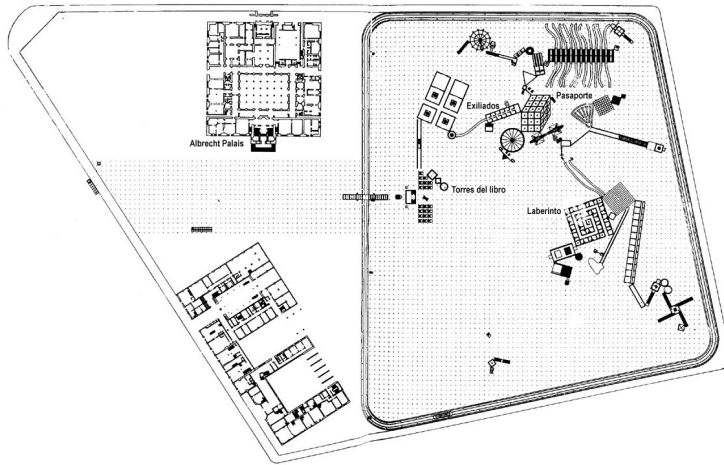 Pasaporte
Exiliados
Albrecht Palais
Torres del libro
Laberinto